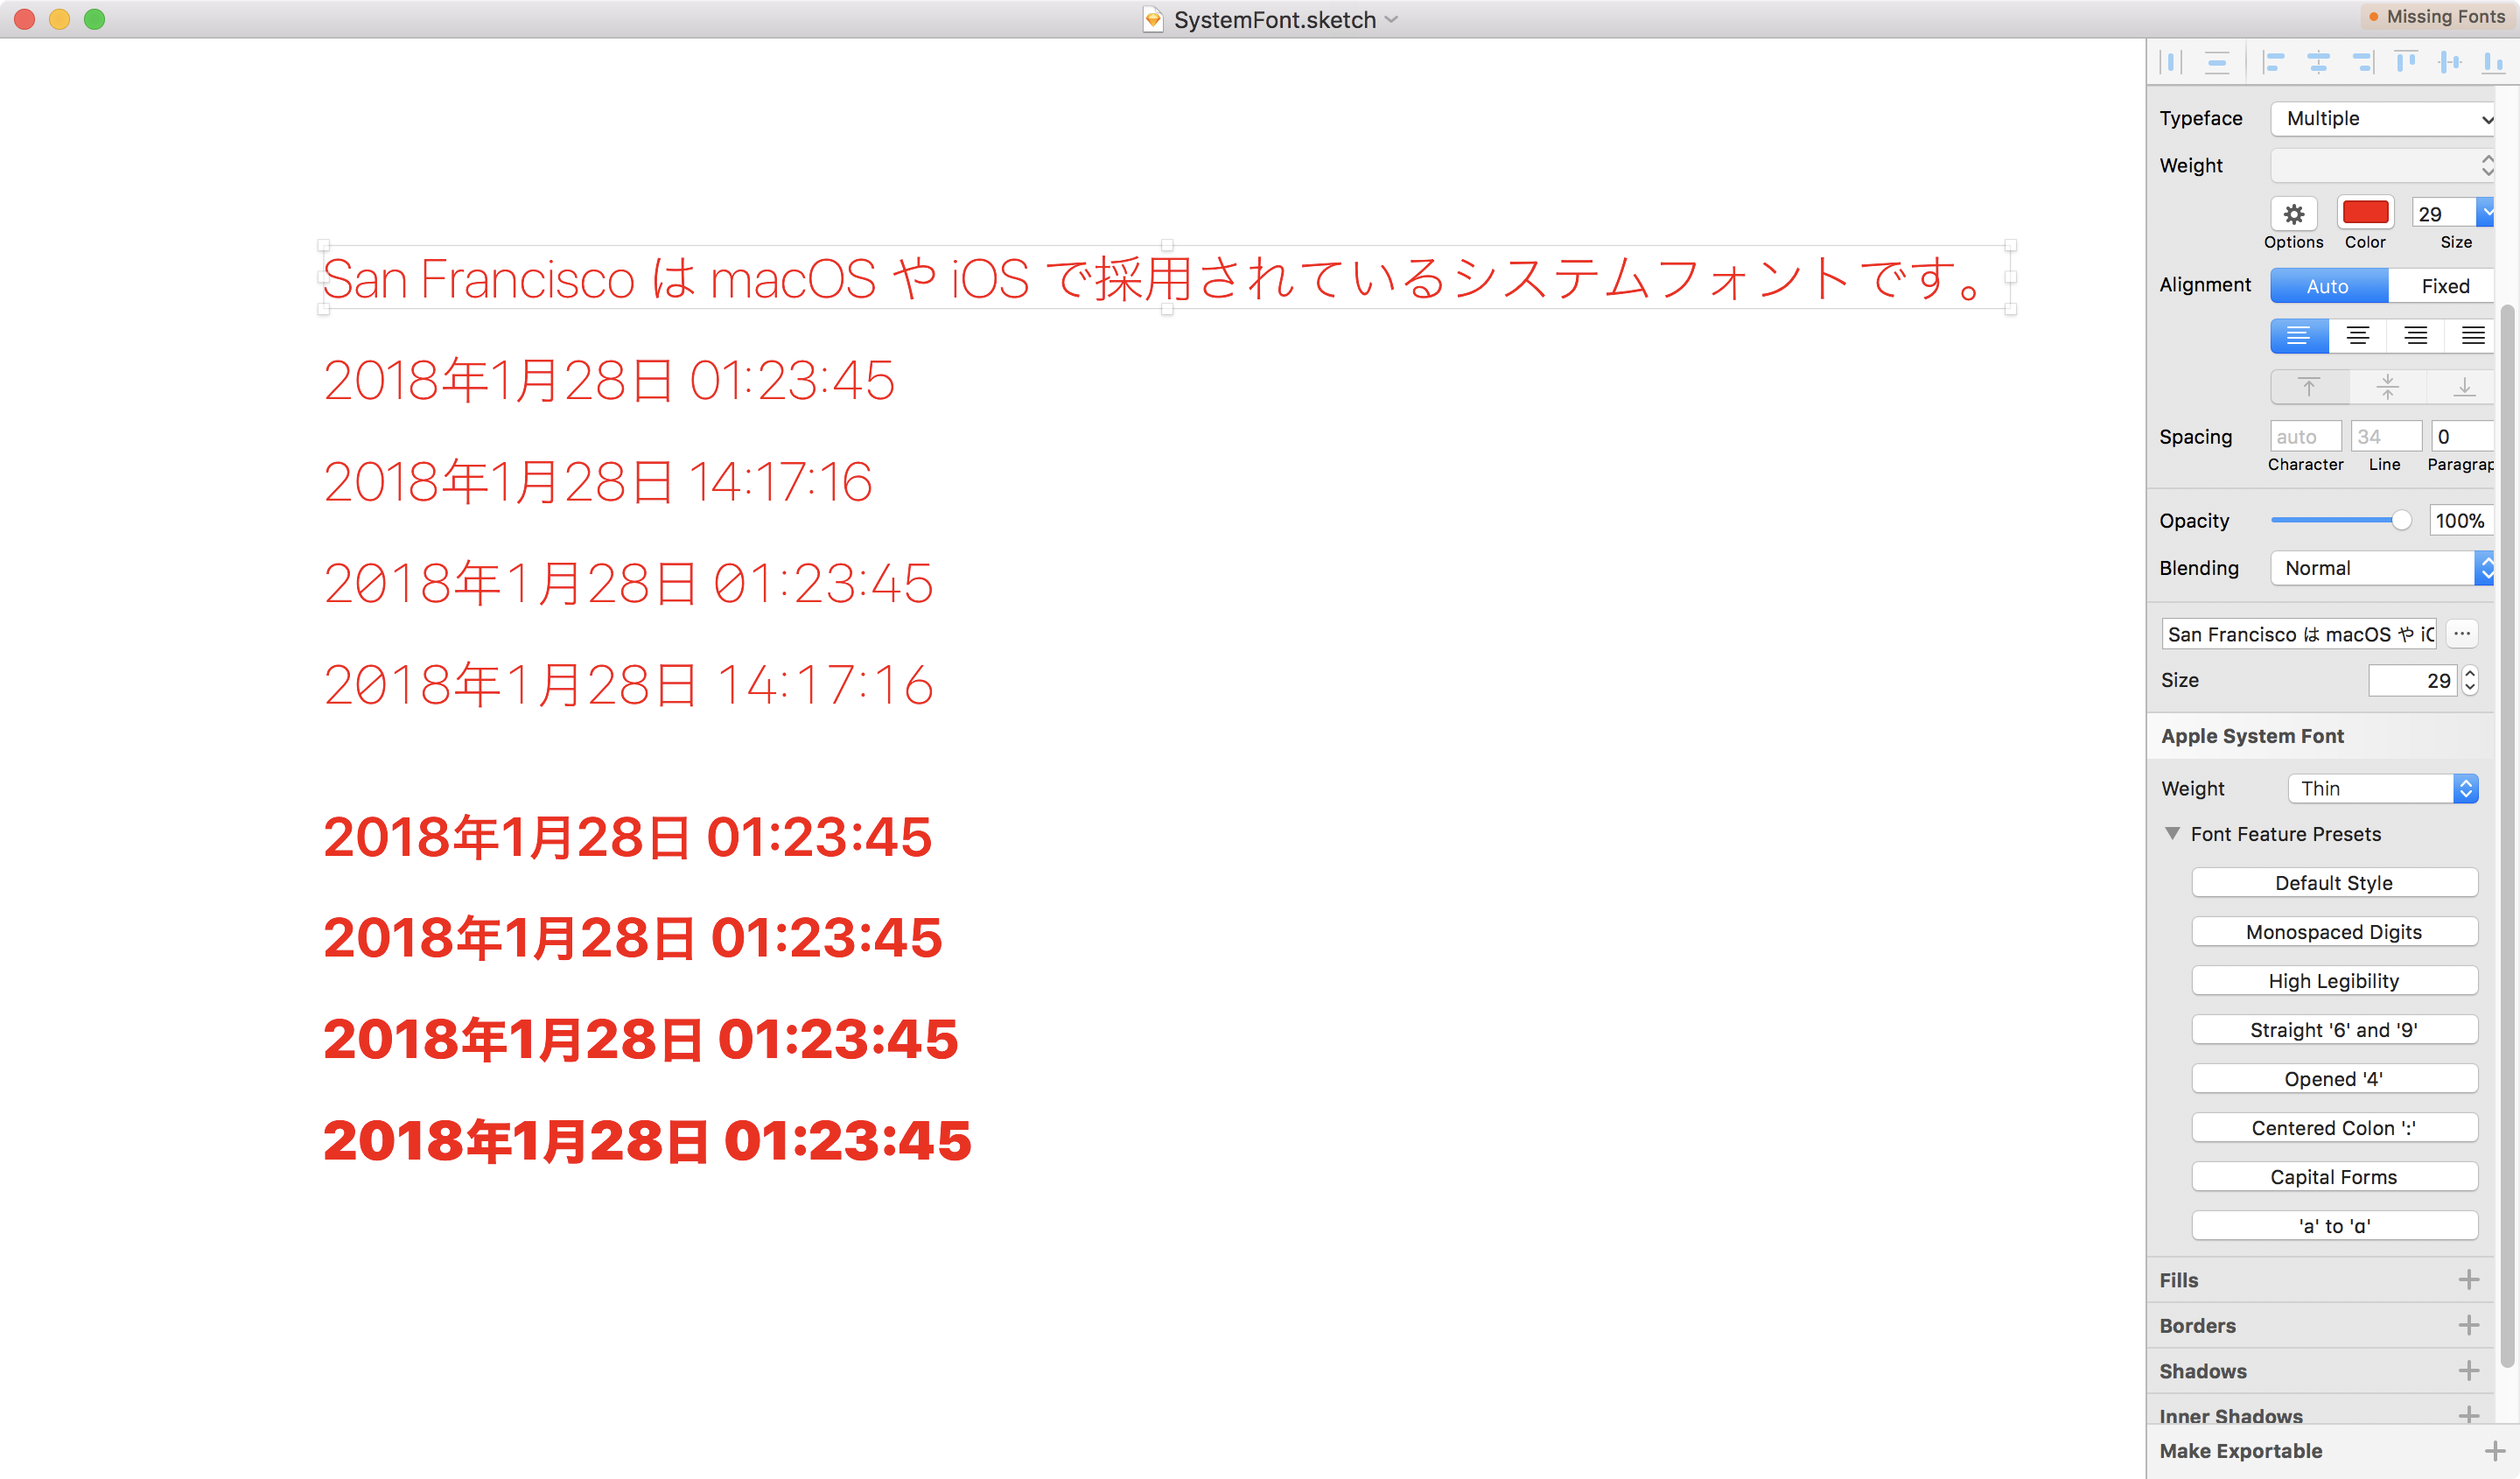 SystemFont.sketch
Missing Fonts
San Francisco は macOS や iOS で採用されているシステムフォントです。
2018年1月28日 01:23:45
2018年1月28日 14:17:16
2018年1月28日 01:23:45
2018年1月28日 14:17:16
2018年1月28日 01:23:45
2018年1月28日 01:23:45
2018年1月28日 01:23:45
2018年1月28日 01:23:45
Typeface Multiple
Weight
29
Options Color Size
Alignment Auto Fixed
Spacing auto 34 0
Character Line Paragrap
Opacity 100%
Blending Normal
San Francisco は macOS や iO ...
Size 29
Apple System Font
Weight Thin
Font Feature Presets
Default Style
Monospaced Digits
High Legibility
Straight '6' and '9'
Opened '4'
Centered Colon ':'
Capital Forms
'a' to 'ɑ'
Fills
Borders
Shadows
Inner Shadows
Make Exportable